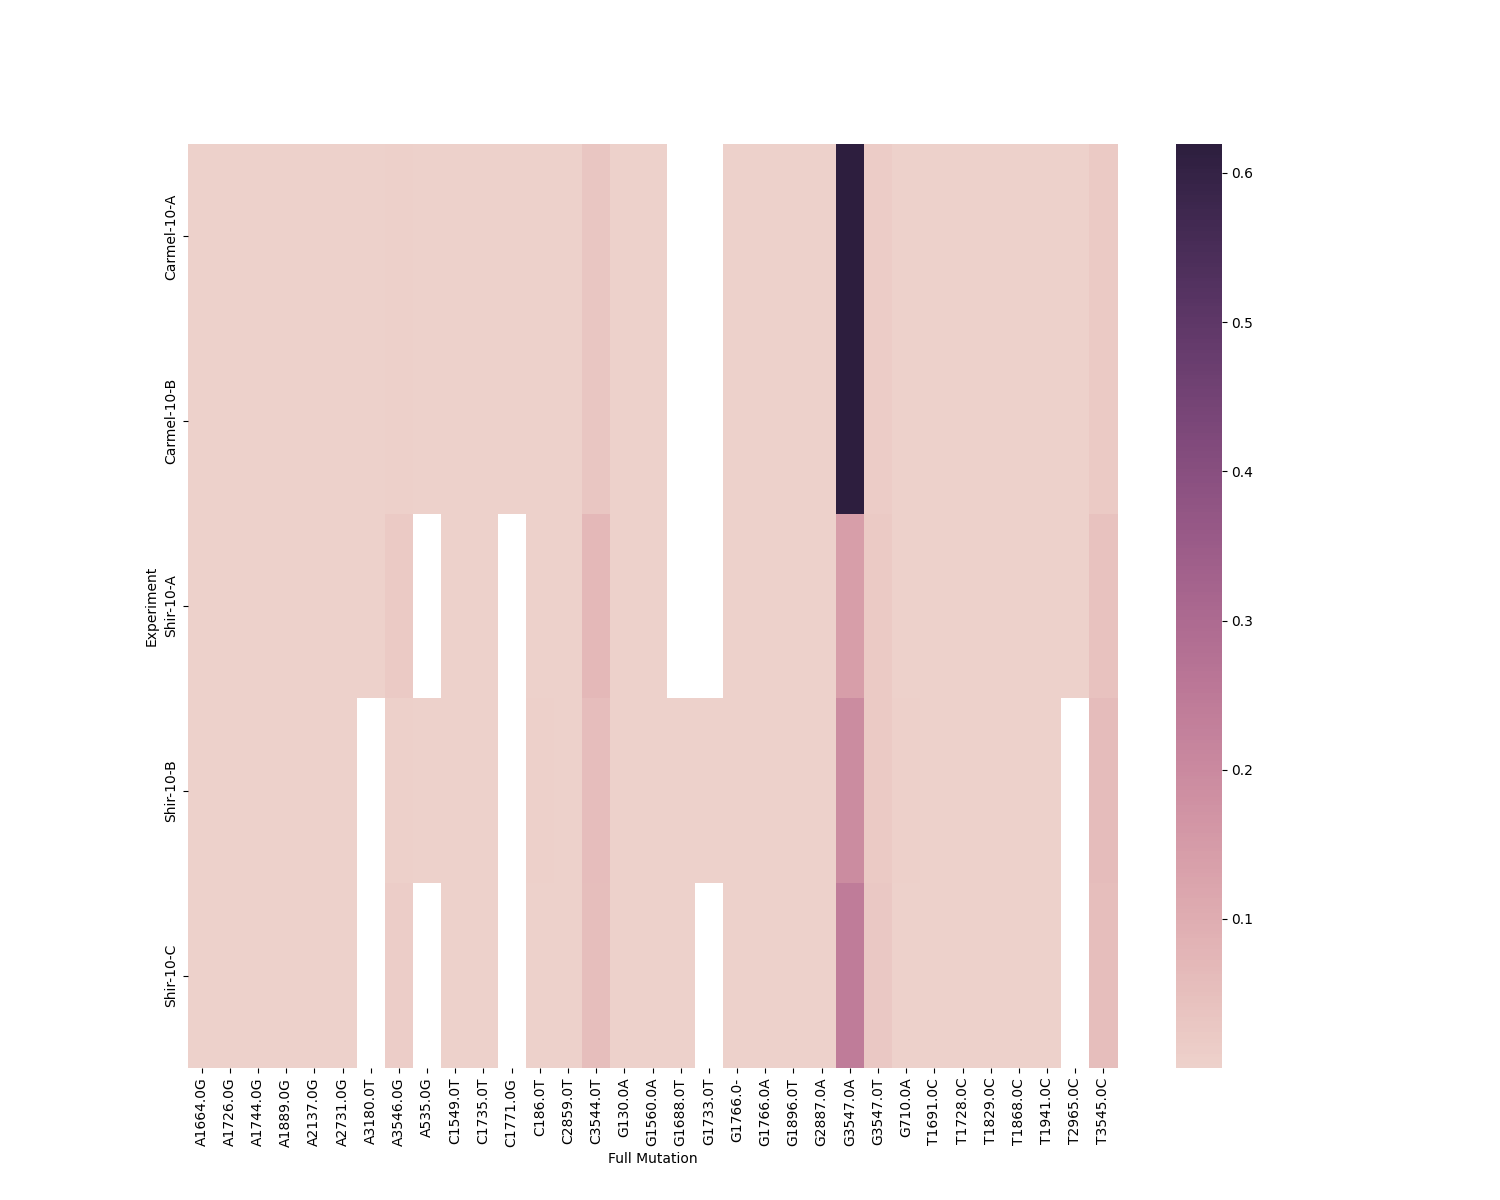 Experiment
Carmel-10-A
Carmel-10-B
Shir-10-A
Shir-10-B
Shir-10-C
A1664.0G
A1726.0G
A1744.0G
A1889.0G
A2137.0G
A2731.0G
A3180.0T
A3546.0G
A535.0G
C1549.0T
C1735.0T
C1771.0G
C186.0T
C2859.0T
C3544.0T
G130.0A
G1560.0A
G1688.0T
G1733.0T
G1766.0-
G1766.0A
G1896.0T
G2887.0A
G3547.0A
G3547.0T
G710.0A
T1691.0C
T1728.0C
T1829.0C
T1868.0C
T1941.0C
T2965.0C
T3545.0C
Full Mutation
0.6
0.5
0.4
0.3
0.2
0.1